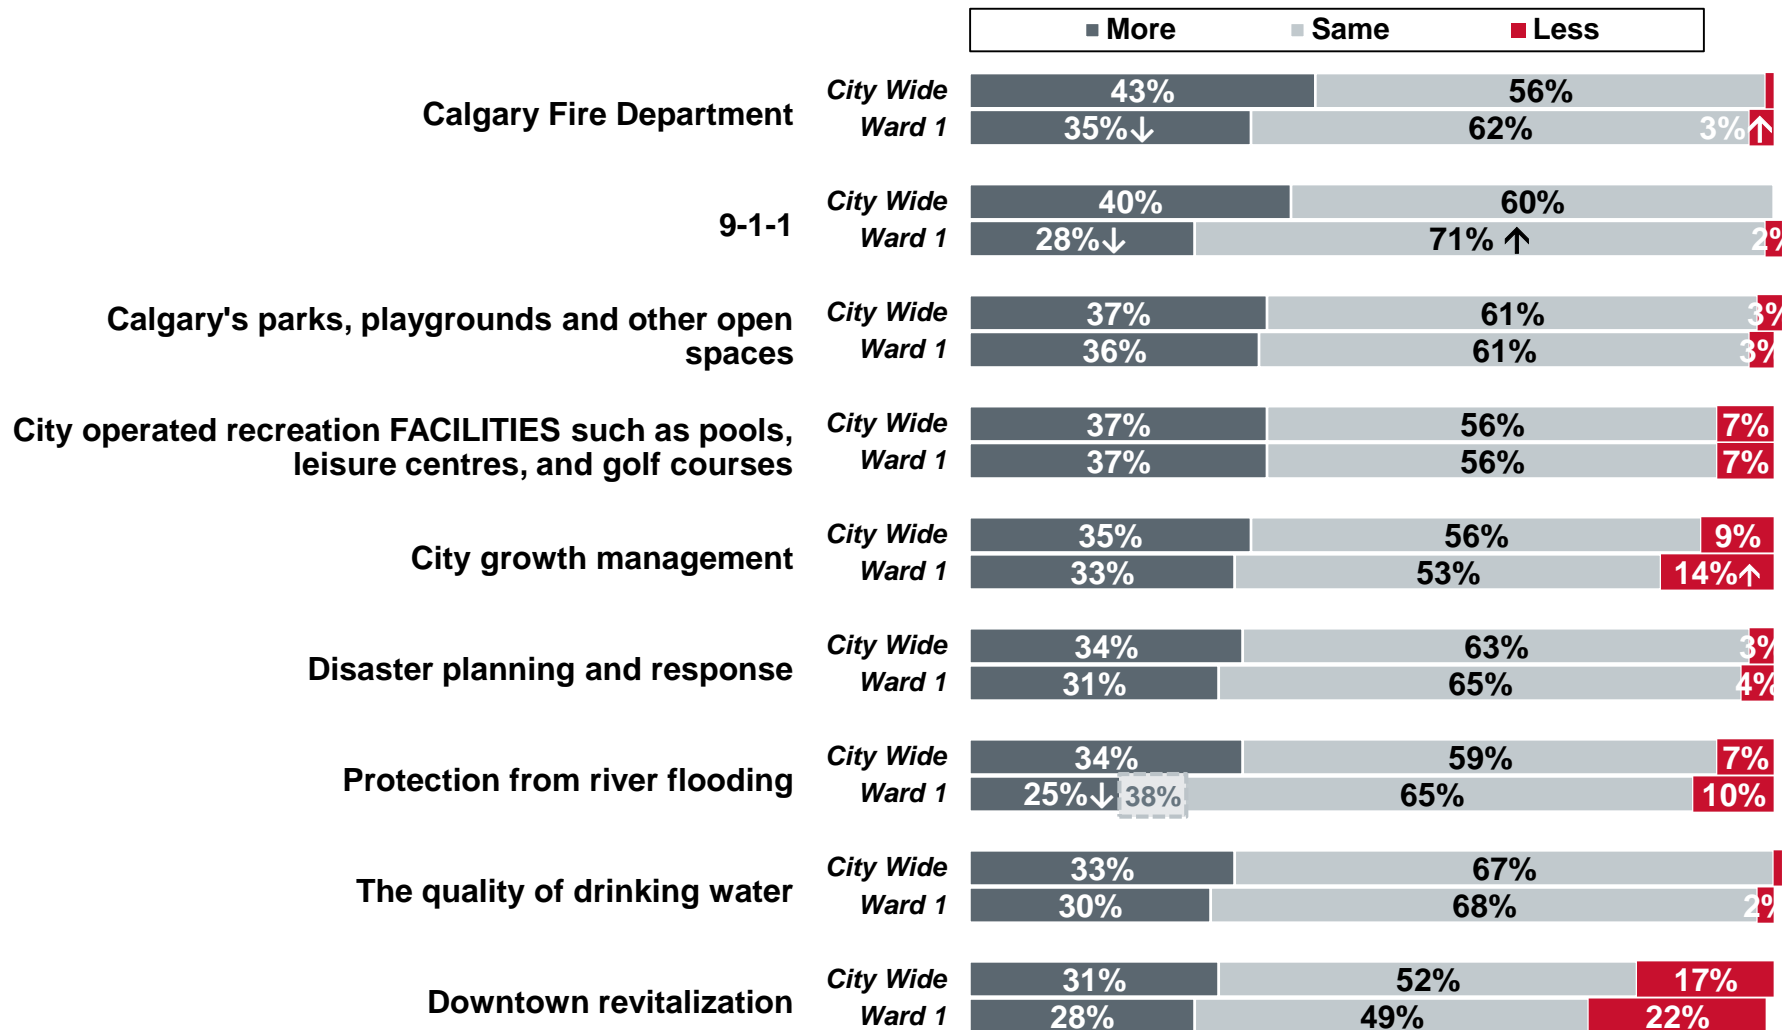 More Same Less
Calgary Fire Department
City Wide 43% 56%
Ward 1 35%↓ 62% 3% ↑
9-1-1
City Wide 40% 60%
Ward 1 28%↓ 71% ↑ 2%
Calgary's parks, playgrounds and other open
spaces
City Wide 37% 61% 3%
Ward 1 36% 61% 3%
City operated recreation FACILITIES such as pools,
leisure centres, and golf courses
City Wide 37% 56% 7%
Ward 1 37% 56% 7%
City growth management
City Wide 35% 56% 9%
Ward 1 33% 53% 14%↑
Disaster planning and response
City Wide 34% 63% 3%
Ward 1 31% 65% 4%
Protection from river flooding
City Wide 34% 59% 7%
Ward 1 25%↓ 38% 65% 10%
The quality of drinking water
City Wide 33% 67%
Ward 1 30% 68% 2%
Downtown revitalization
City Wide 31% 52% 17%
Ward 1 28% 49% 22%